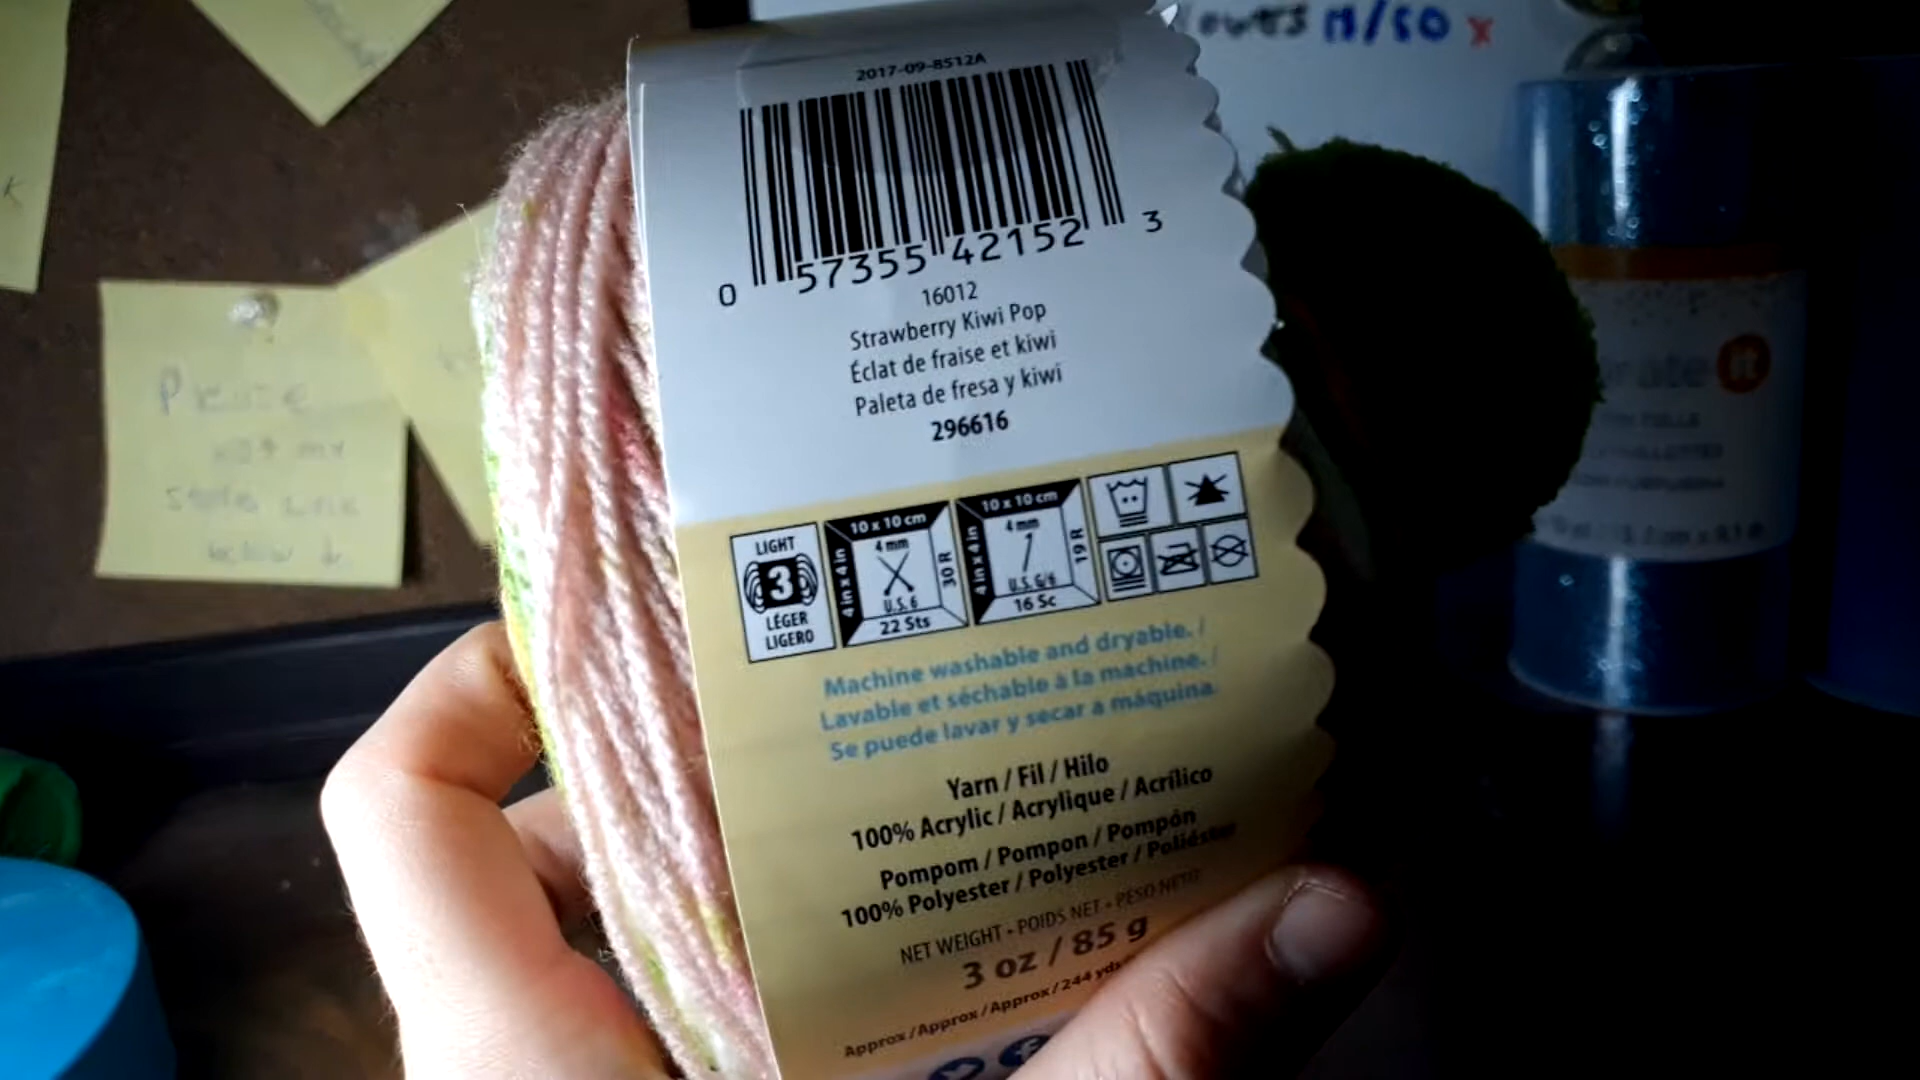 2017-09-8512A
0 57355 42152 3
16012
Strawberry Kiwi Pop
Éclat de fraise et kiwi
Paleta de fresa y kiwi
296616
LIGHT
3
LÉGER
LIGERO
10 x 10 cm
4 in x 4 in
4 mm
30 R
U.S. 6
22 Sts
10 x 10 cm
4 in x 4 in
4 mm
19 R
U.S. G/6
16 Sc
Machine washable and dryable. /
Lavable et séchable à la machine. /
Se puede lavar y secar a máquina.
Yarn / Fil / Hilo
100% Acrylic / Acrylique / Acrílico
Pompom / Pompon / Pompón
100% Polyester / Polyester / Poliéster
NET WEIGHT • POIDS NET • PESO NETO
3 oz / 85 g
Approx / Approx / Approx / 244 yds
it